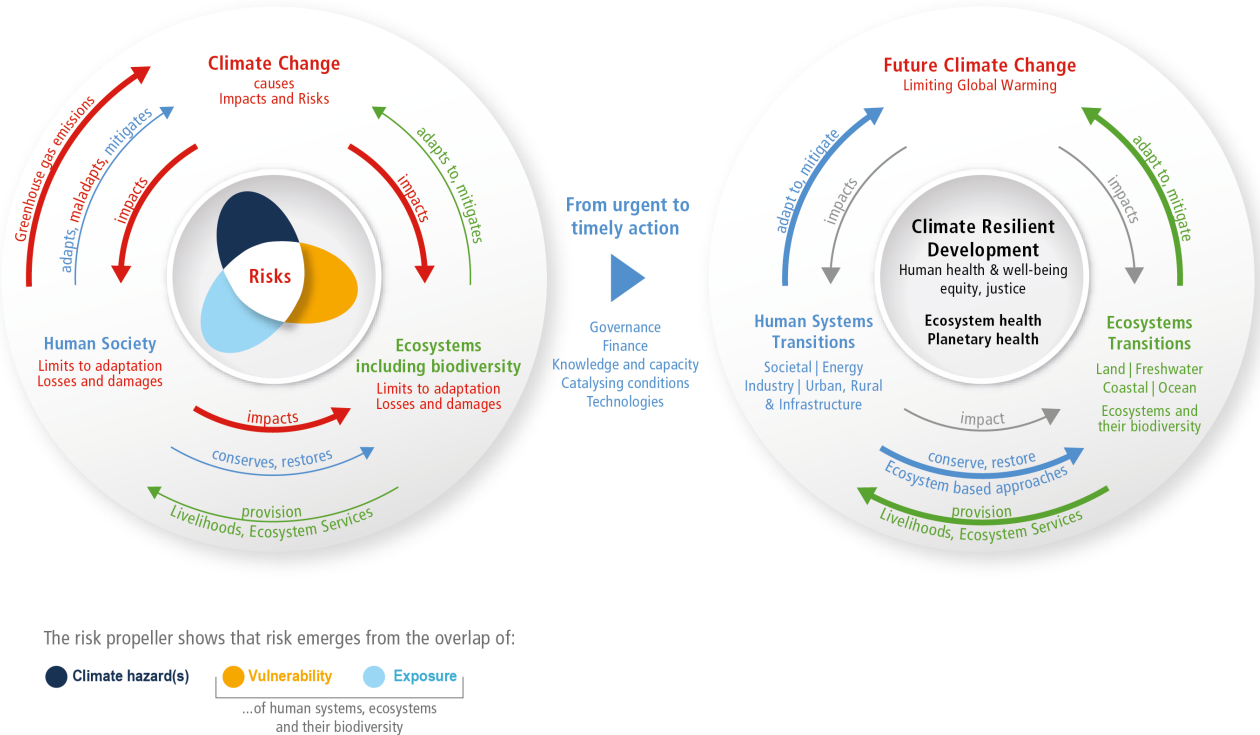 Climate Change
causes
Impacts and Risks
Greenhouse gas emissions
adapts, maladapts, mitigates
impacts
impacts
adapts to, mitigates
Risks
Human Society
Limits to adaptation
Losses and damages
Ecosystems
including biodiversity
Limits to adaptation
Losses and damages
impacts
conserves, restores
provision
Livelihoods, Ecosystem Services
From urgent to
timely action
Governance
Finance
Knowledge and capacity
Catalysing conditions
Technologies
Future Climate Change
Limiting Global Warming
adapt to, mitigate
impacts
impacts
adapt to, mitigate
Climate Resilient
Development
Human health & well-being
equity, justice
Ecosystem health
Planetary health
Human Systems
Transitions
Societal | Energy
Industry | Urban, Rural
& Infrastructure
Ecosystems
Transitions
Land | Freshwater
Coastal | Ocean
Ecosystems and
their biodiversity
impact
conserve, restore
Ecosystem based approaches
provision
Livelihoods, Ecosystem Services
The risk propeller shows that risk emerges from the overlap of:
Climate hazard(s)
Vulnerability
Exposure
...of human systems, ecosystems
and their biodiversity